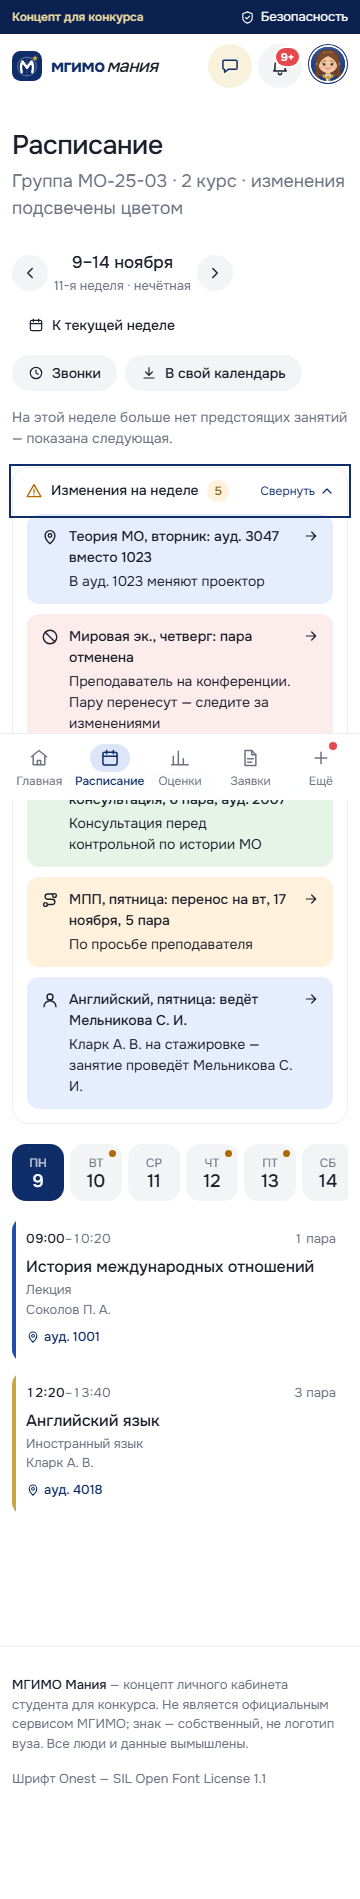 Концепт для конкурса
Безопасность
МГИМО мания
9+
Расписание
Группа МО-25-03 · 2 курс · изменения
подсвечены цветом
9–14 ноября
11-я неделя · нечётная
К текущей неделе
Звонки
В свой календарь
На этой неделе больше нет предстоящих занятий
— показана следующая.
Изменения на неделе 5 Свернуть
Теория МО, вторник: ауд. 3047
вместо 1023
В ауд. 1023 меняют проектор
Мировая эк., четверг: пара
отменена
Преподаватель на конференции.
Пару перенесут — следите за
изменениями
Главная Расписание Оценки Заявки Ещё
консультация, 6 пара, ауд. 2007
Консультация перед
контрольной по истории МО
МПП, пятница: перенос на вт, 17
ноября, 5 пара
По просьбе преподавателя
Английский, пятница: ведёт
Мельникова С. И.
Кларк А. В. на стажировке —
занятие проведёт Мельникова С.
И.
ПН ВТ СР ЧТ ПТ СБ
9 10 11 12 13 14
09:00–10:20 1 пара
История международных отношений
Лекция
Соколов П. А.
ауд. 1001
12:20–13:40 3 пара
Английский язык
Иностранный язык
Кларк А. В.
ауд. 4018
МГИМО Мания — концепт личного кабинета
студента для конкурса. Не является официальным
сервисом МГИМО; знак — собственный, не логотип
вуза. Все люди и данные вымышлены.
Шрифт Onest — SIL Open Font License 1.1